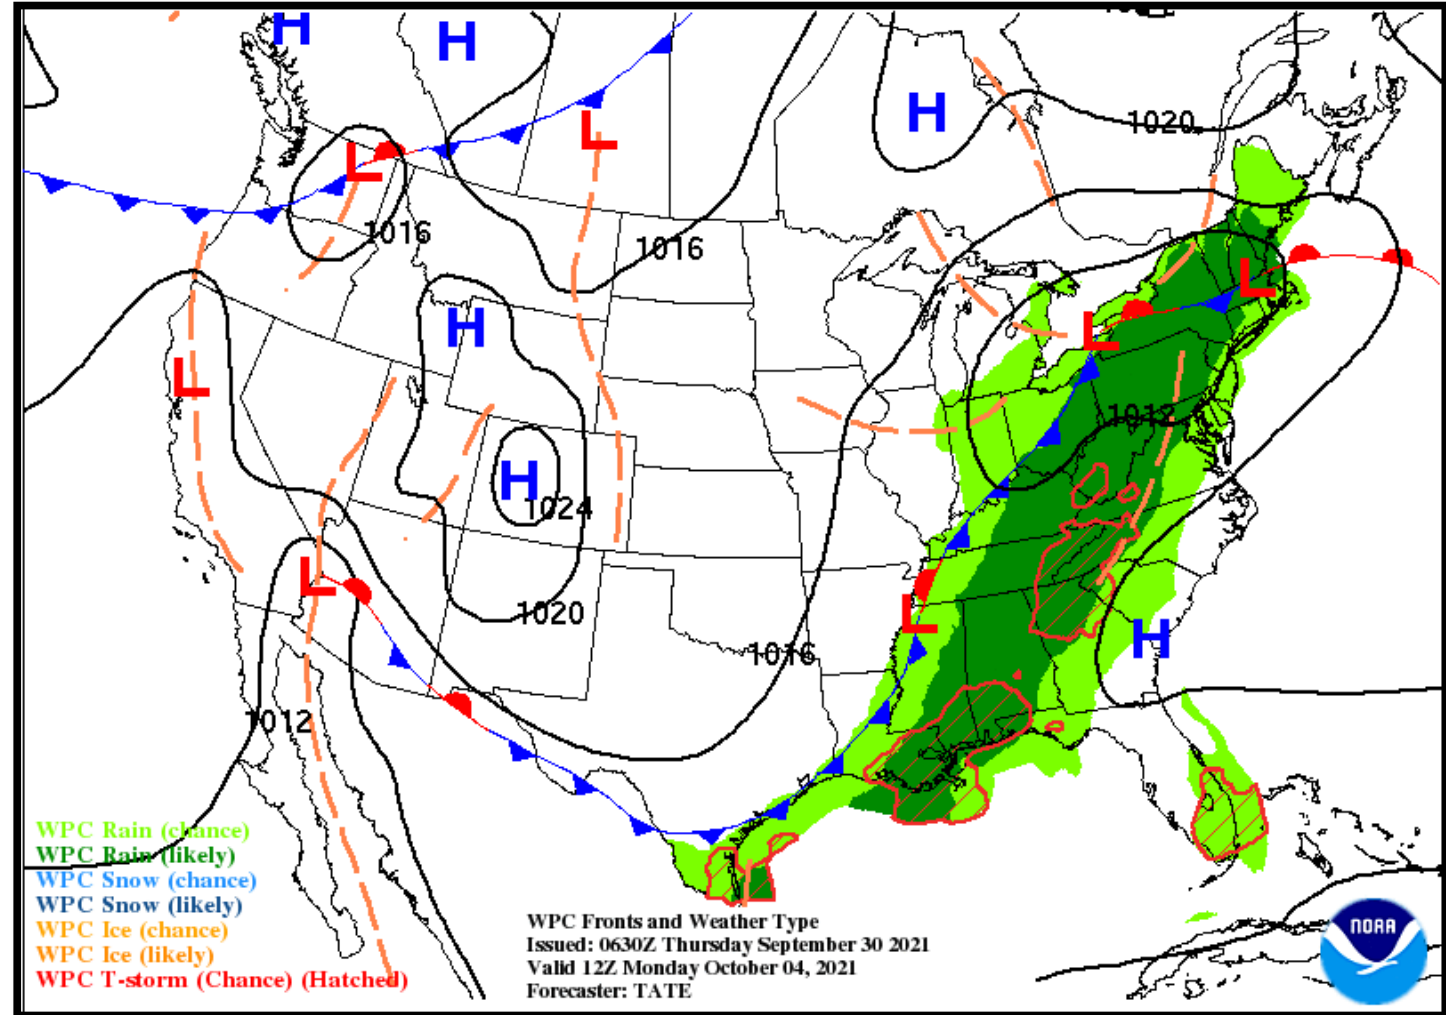 H
H
H
1020
L
L
1016
1016
H
L
L
L
H
1012
H
1024
L
1020
L
H
1016
1012
WPC Rain (chance)
WPC Rain (likely)
WPC Snow (chance)
WPC Snow (likely)
WPC Ice (chance)
WPC Ice (likely)
WPC T-storm (Chance) (Hatched)
WPC Fronts and Weather Type
Issued: 0630Z Thursday September 30 2021
Valid 12Z Monday October 04, 2021
Forecaster: TATE
NOAA